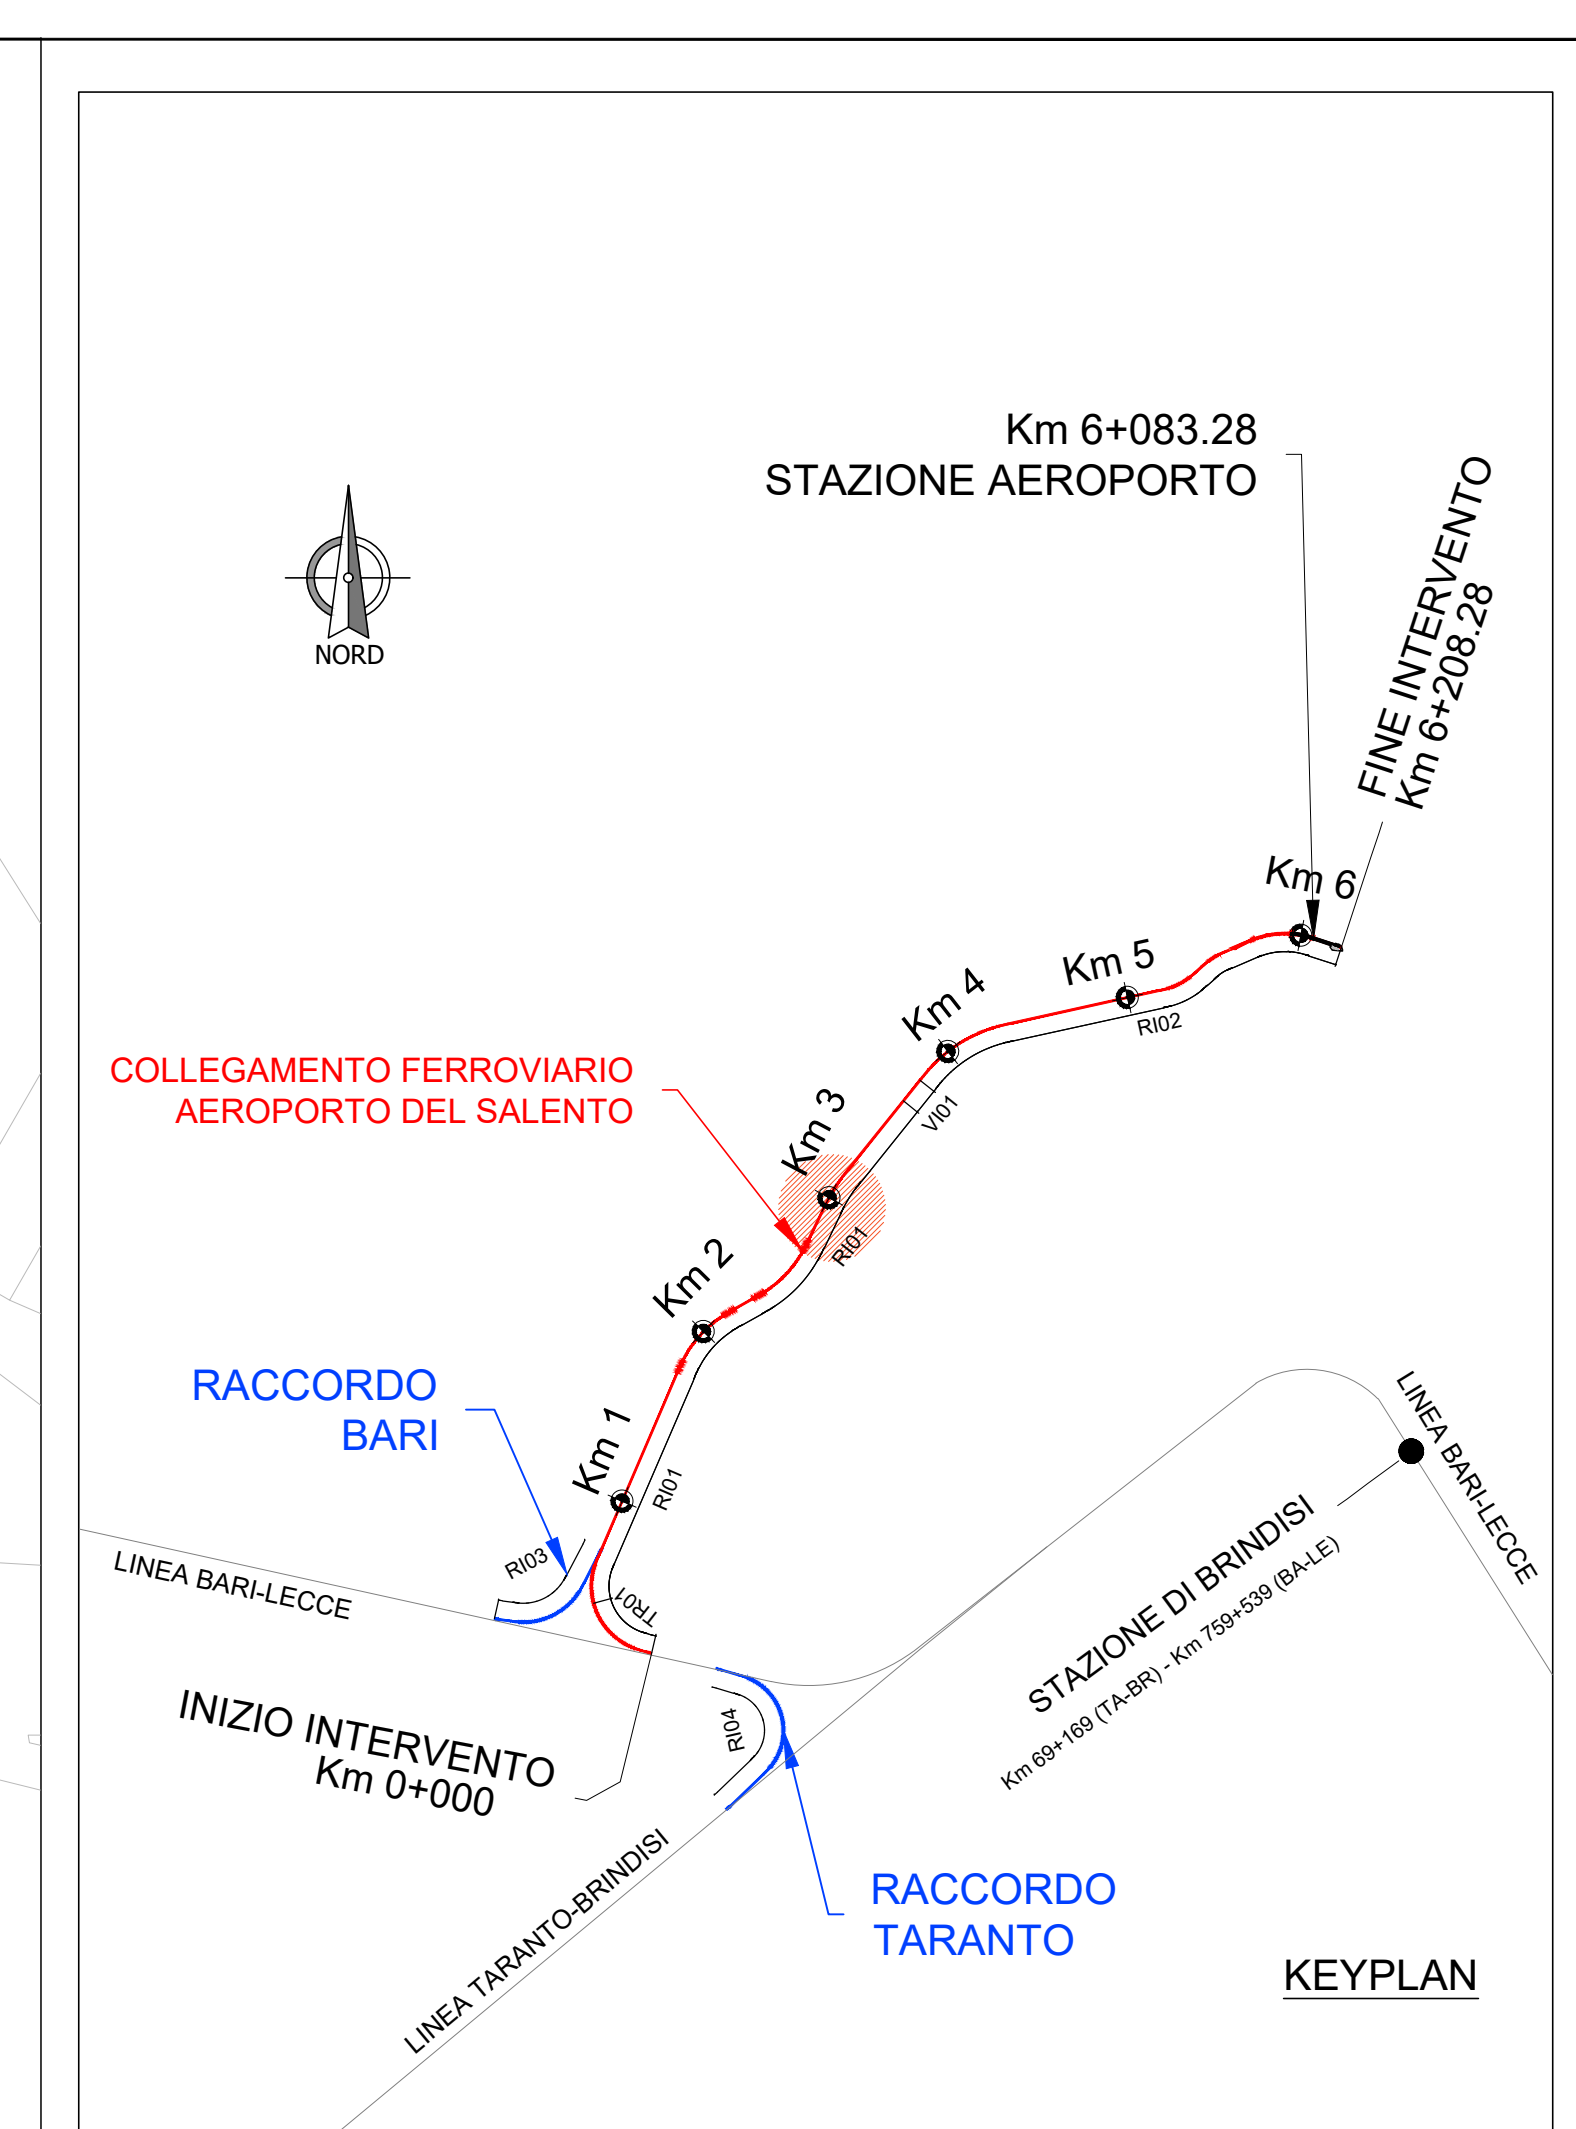 Km 6+083.28
STAZIONE AEROPORTO
FINE INTERVENTO
Km 6+208.28
NORD
Km 6
Km 5
RI02
Km 4
VI01
COLLEGAMENTO FERROVIARIO
AEROPORTO DEL SALENTO
Km 3
RI01
Km 2
RACCORDO
BARI
Km 1
RI01
RI03
TR01
LINEA BARI-LECCE
LINEA BARI-LECCE
STAZIONE DI BRINDISI
Km 69+169 (TA-BR) - Km 759+539 (BA-LE)
INIZIO INTERVENTO
Km 0+000
RI04
LINEA TARANTO-BRINDISI
RACCORDO
TARANTO
KEYPLAN